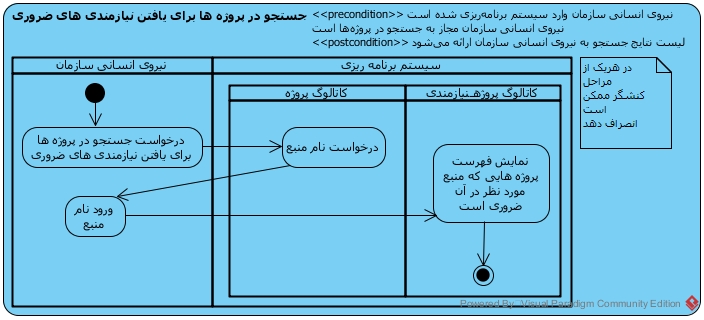 جستجو در پروژه ها برای یافتن نیازمندی های ضروری
<<precondition>> نیروی انسانی سازمان وارد سیستم برنامه‌ریزی شده است
نیروی انسانی سازمان مجاز به جستجو در پروژه‌ها است
<<postcondition>> لیست نتایج جستجو به نیروی انسانی سازمان ارائه می‌شود
نیروی انسانی سازمان
سیستم برنامه ریزی
کاتالوگ پروژه
کاتالوگ پروژه_نیازمندی
در هریک از
مراحل
کنشگر ممکن
است
انصراف دهد
درخواست جستجو در پروژه ها
برای یافتن نیازمندی های ضروری
درخواست نام منبع
ورود نام
منبع
نمایش فهرست
پروژه هایی که منبع
مورد نظر در آن
ضروری است
Powered By Visual Paradigm Community Edition